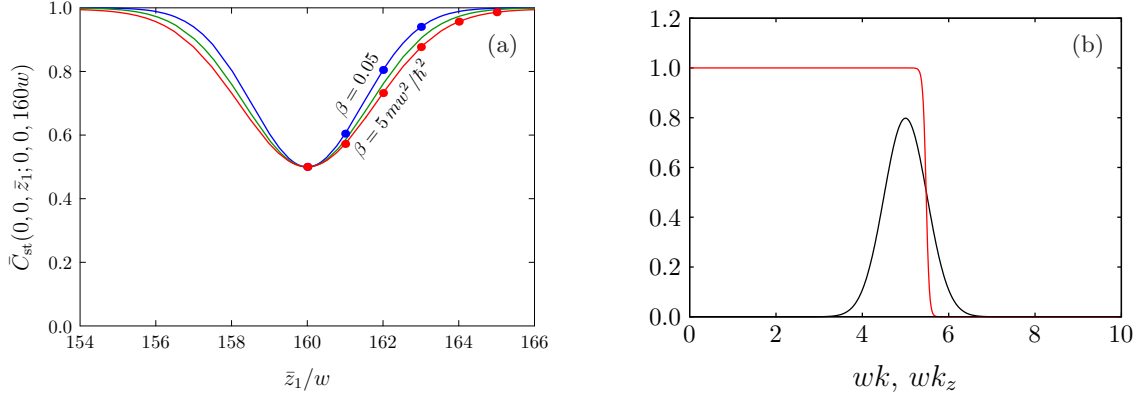 C̄st(0, 0, z̄1; 0, 0, 160w)
1.0
0.8
0.6
0.4
0.2
0.0
(a)
β = 0.05
β = 5 mw²/ħ²
154 156 158 160 162 164 166
z̄1/w
1.2
1.0
0.8
0.6
0.4
0.2
0.0
(b)
0 2 4 6 8 10
wk, wkz